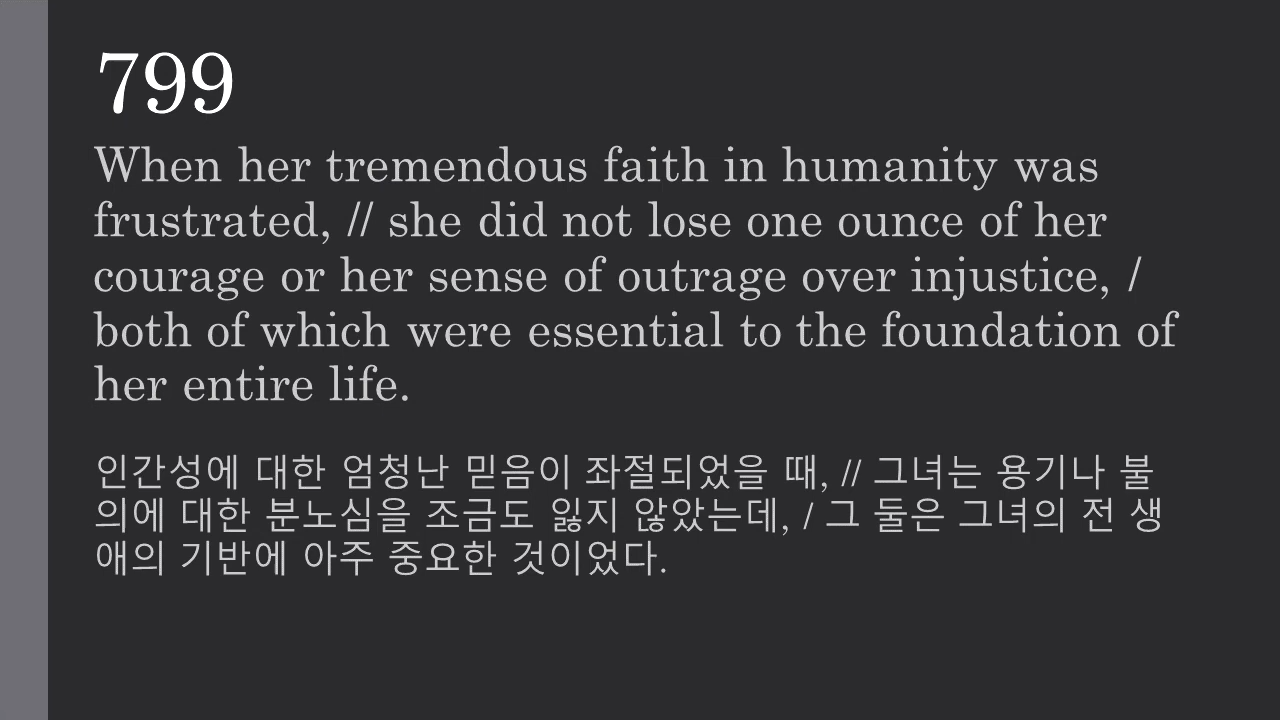 799
When her tremendous faith in humanity was
frustrated, // she did not lose one ounce of her
courage or her sense of outrage over injustice, /
both of which were essential to the foundation of
her entire life.
인간성에 대한 엄청난 믿음이 좌절되었을 때, // 그녀는 용기나 불
의에 대한 분노심을 조금도 잃지 않았는데, / 그 둘은 그녀의 전 생
애의 기반에 아주 중요한 것이었다.